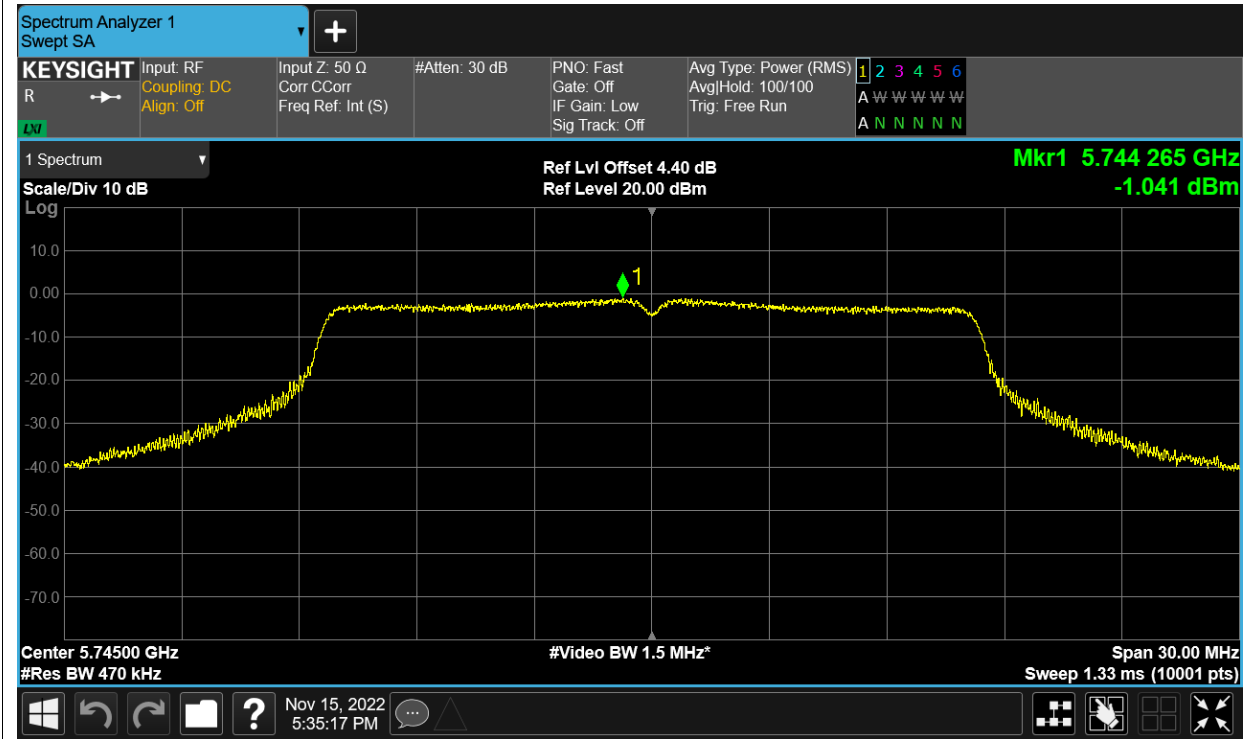 Spectrum Analyzer 1
Swept SA
KEYSIGHT
R
LXI
Input: RF
Coupling: DC
Align: Off
Input Z: 50 Ω
Corr CCorr
Freq Ref: Int (S)
#Atten: 30 dB
PNO: Fast
Gate: Off
IF Gain: Low
Sig Track: Off
Avg Type: Power (RMS)
Avg|Hold: 100/100
Trig: Free Run
1 2 3 4 5 6
A W W W W W
A N N N N N
1 Spectrum
Scale/Div 10 dB
Log
Ref Lvl Offset 4.40 dB
Ref Level 20.00 dBm
Mkr1 5.744 265 GHz
-1.041 dBm
1
10.0
0.00
-10.0
-20.0
-30.0
-40.0
-50.0
-60.0
-70.0
Center 5.74500 GHz
#Res BW 470 kHz
#Video BW 1.5 MHz*
Span 30.00 MHz
Sweep 1.33 ms (10001 pts)
?
Nov 15, 2022
5:35:17 PM